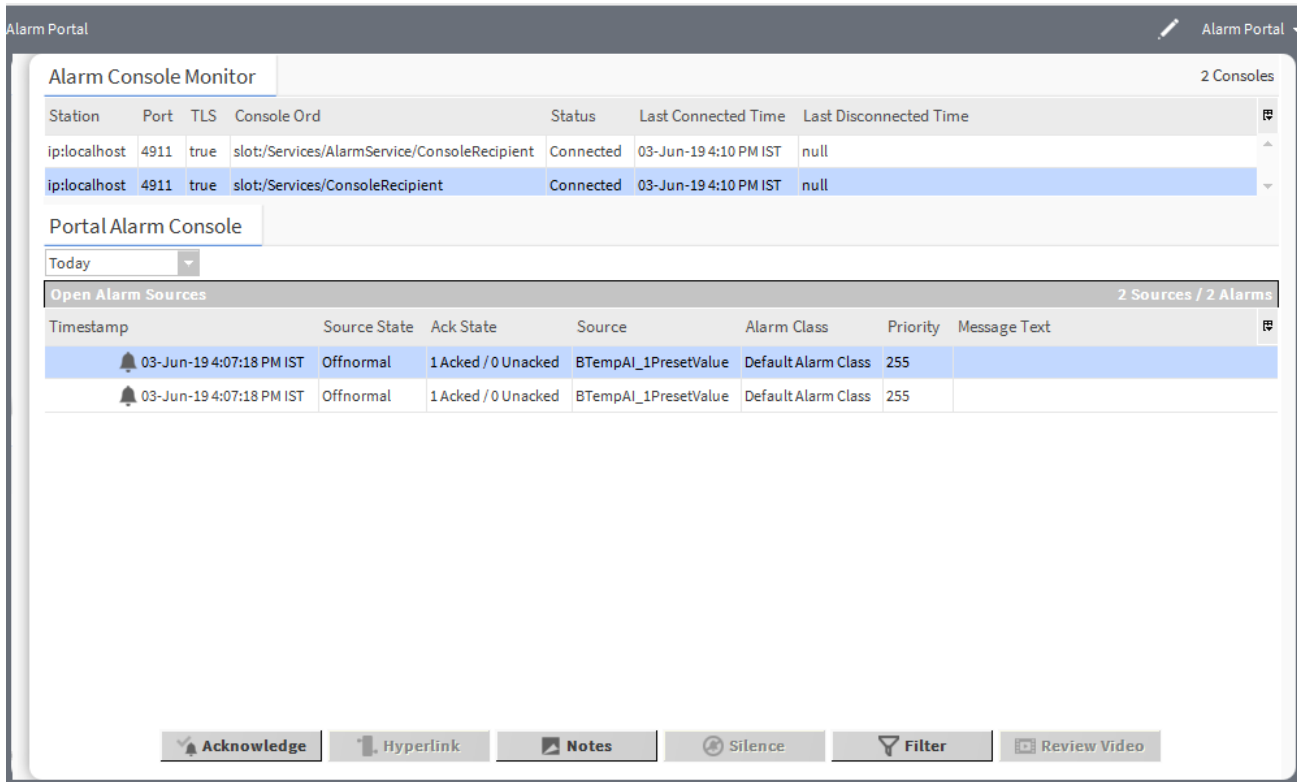 Alarm Portal Alarm Portal
Alarm Console Monitor 2 Consoles
Station Port TLS Console Ord Status Last Connected Time Last Disconnected Time
ip:localhost 4911 true slot:/Services/AlarmService/ConsoleRecipient Connected 03-Jun-19 4:10 PM IST null
ip:localhost 4911 true slot:/Services/ConsoleRecipient Connected 03-Jun-19 4:10 PM IST null
Portal Alarm Console
Today
Open Alarm Sources 2 Sources / 2 Alarms
Timestamp Source State Ack State Source Alarm Class Priority Message Text
03-Jun-19 4:07:18 PM IST Offnormal 1 Acked / 0 Unacked BTempAI_1PresetValue Default Alarm Class 255
03-Jun-19 4:07:18 PM IST Offnormal 1 Acked / 0 Unacked BTempAI_1PresetValue Default Alarm Class 255
Acknowledge Hyperlink Notes Silence Filter Review Video